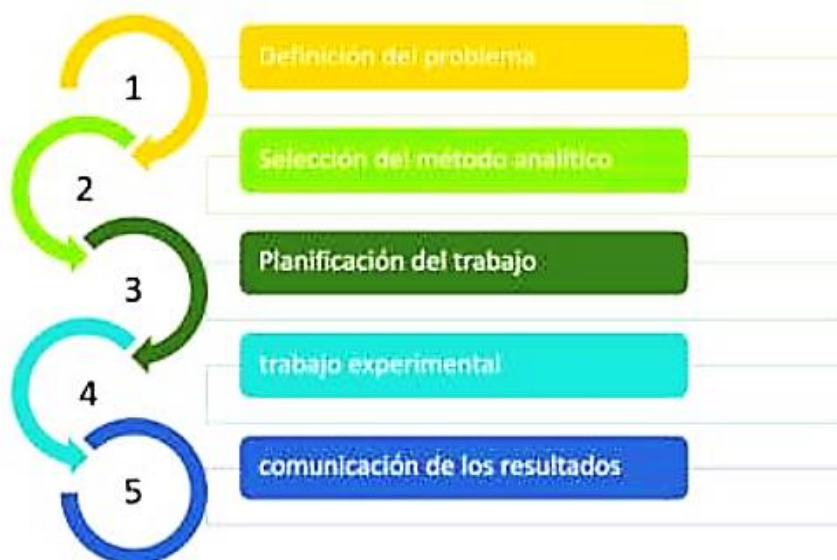 1
Definición del problema
2
Selección del método analítico
3
Planificación del trabajo
4
trabajo experimental
5
comunicación de los resultados